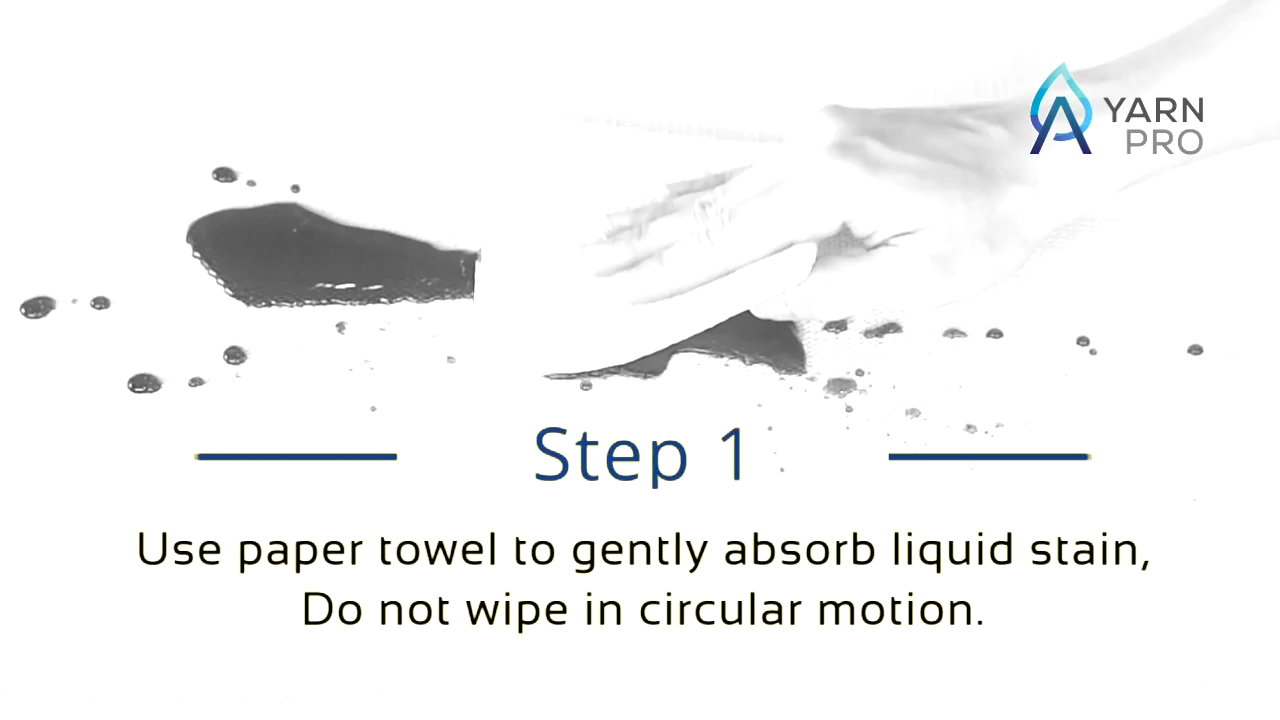 YARN
PRO
Step 1
Use paper towel to gently absorb liquid stain,
Do not wipe in circular motion.